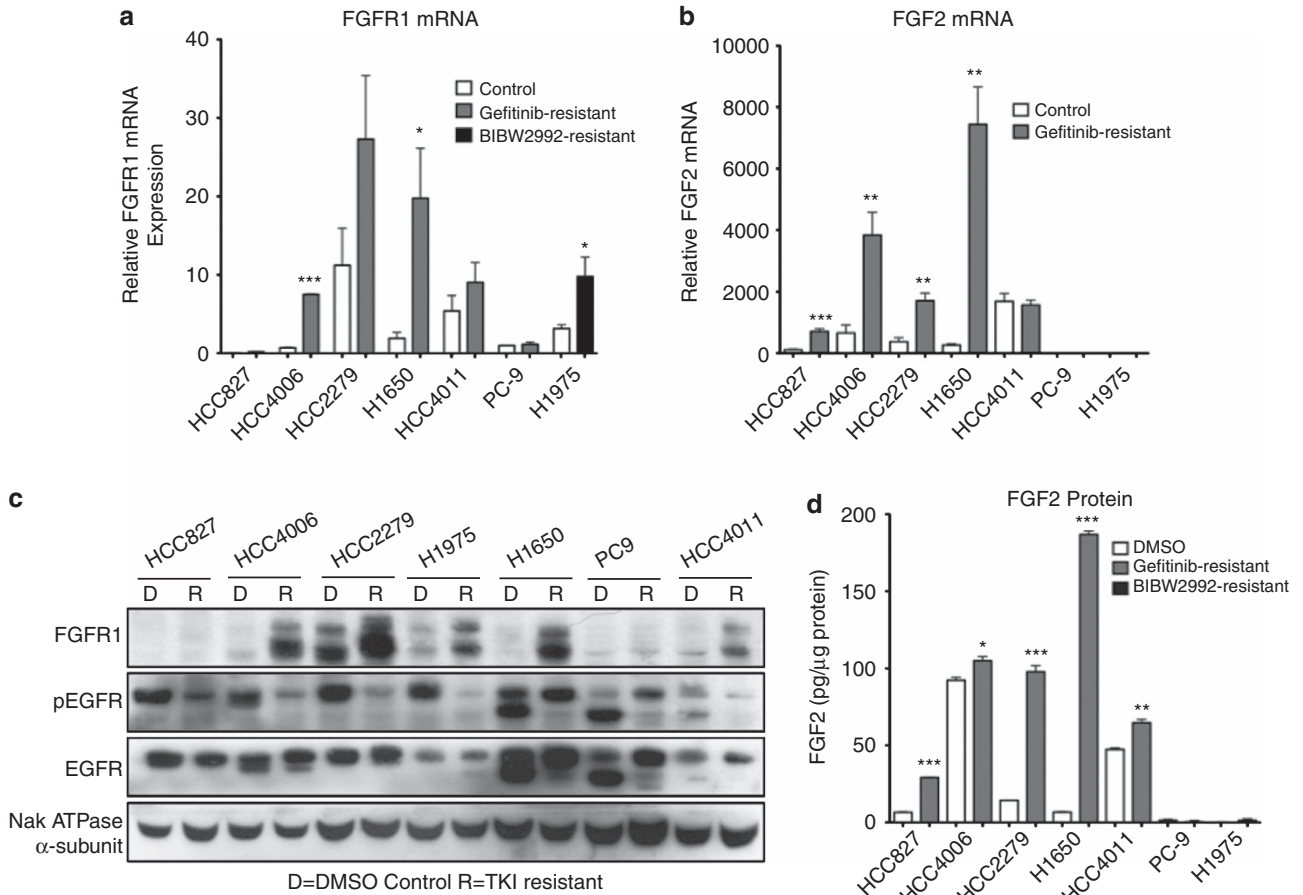 a
FGFR1 mRNA
40
30
20
10
0
Relative FGFR1 mRNA
Expression
Control
Gefitinib-resistant
BIBW2992-resistant
***
*
*
HCC827
HCC4006
HCC2279
H1650
HCC4011
PC-9
H1975
b
FGF2 mRNA
10000
8000
6000
4000
2000
0
Relative FGF2 mRNA
Control
Gefitinib-resistant
***
**
**
**
HCC827
HCC4006
HCC2279
H1650
HCC4011
PC-9
H1975
c
HCC827 HCC4006 HCC2279 H1975 H1650 PC9 HCC4011
D R D R D R D R D R D R D R
FGFR1
pEGFR
EGFR
Nak ATPase
α-subunit
D=DMSO Control R=TKI resistant
d
FGF2 Protein
200
150
100
50
0
FGF2 (pg/μg protein)
DMSO
Gefitinib-resistant
BIBW2992-resistant
***
*
***
***
**
HCC827
HCC4006
HCC2279
H1650
HCC4011
PC-9
H1975